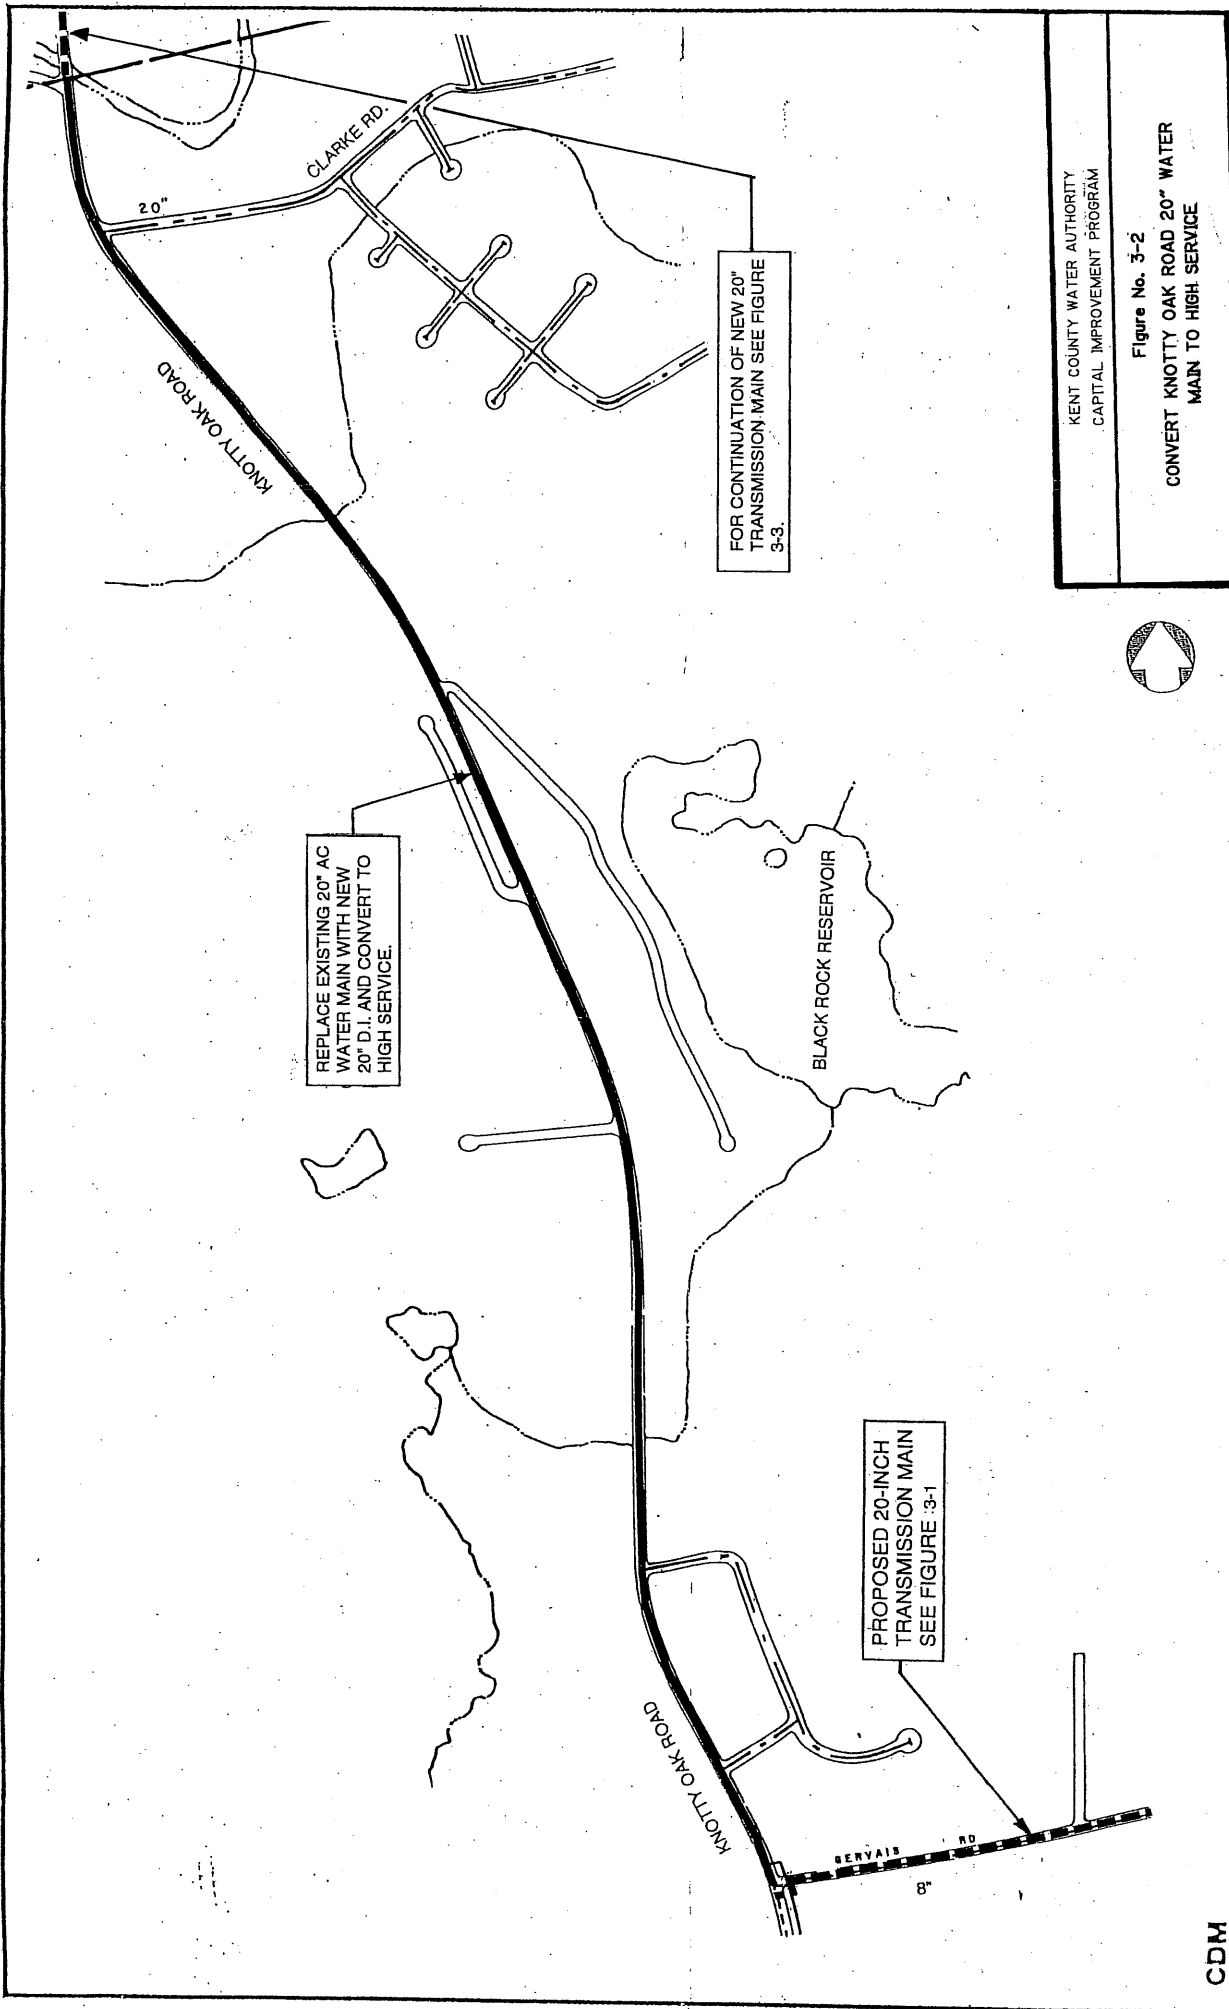 20"
CLARKE RD.
KNOTTY OAK ROAD
FOR CONTINUATION OF NEW 20"
TRANSMISSION MAIN SEE FIGURE
3-3.
REPLACE EXISTING 20" AC
WATER MAIN WITH NEW
20" D.I. AND CONVERT TO
HIGH SERVICE.
BLACK ROCK RESERVOIR
KNOTTY OAK ROAD
PROPOSED 20-INCH
TRANSMISSION MAIN
SEE FIGURE 3-1
GERVAIS RD
8"
KENT COUNTY WATER AUTHORITY
CAPITAL IMPROVEMENT PROGRAM
Figure No. 3-2
CONVERT KNOTTY OAK ROAD 20" WATER
MAIN TO HIGH SERVICE
CDM